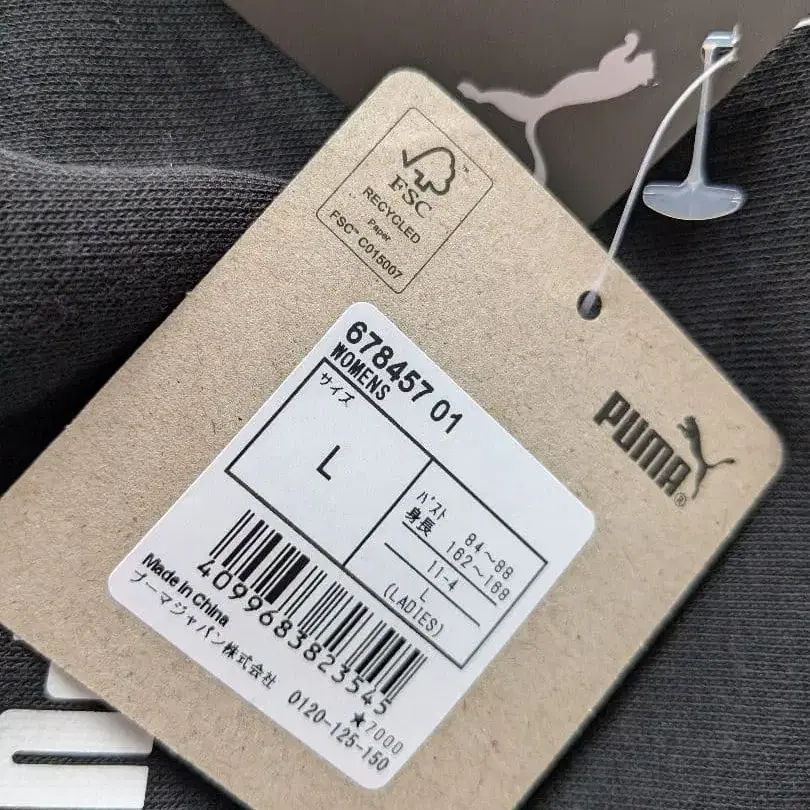 FSC™
RECYCLED
Paper
FSC™ C015007
PUMA®
678457 01
WOMENS
サイズ
L
バスト 84～88
身長 162～168
11-4
L
(LADIES)
4099683823545
Made in China
★7000
プーマジャパン株式会社 0120-125-150